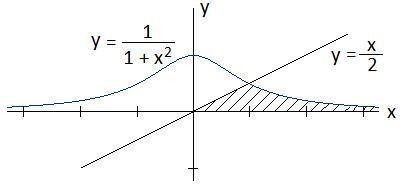 y
y = 1 / (1 + x²)
y = x / 2
x